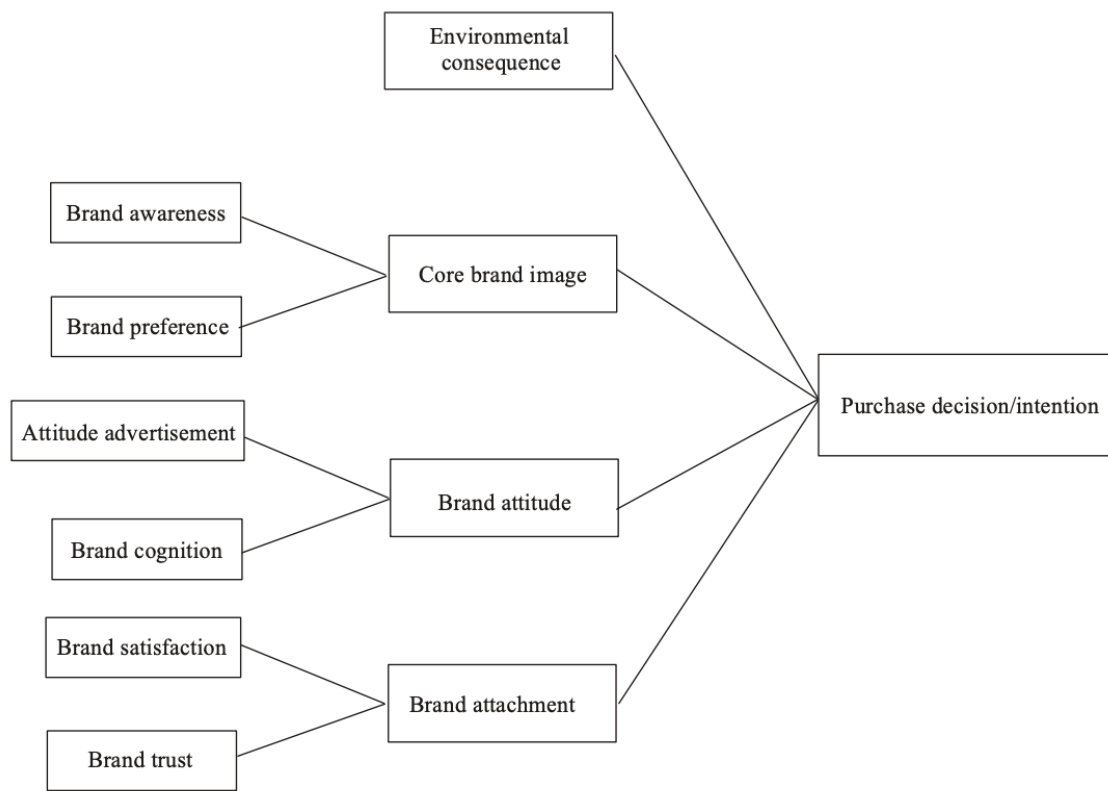 Environmental
consequence
Brand awareness
Core brand image
Brand preference
Purchase decision/intention
Attitude advertisement
Brand attitude
Brand cognition
Brand satisfaction
Brand attachment
Brand trust